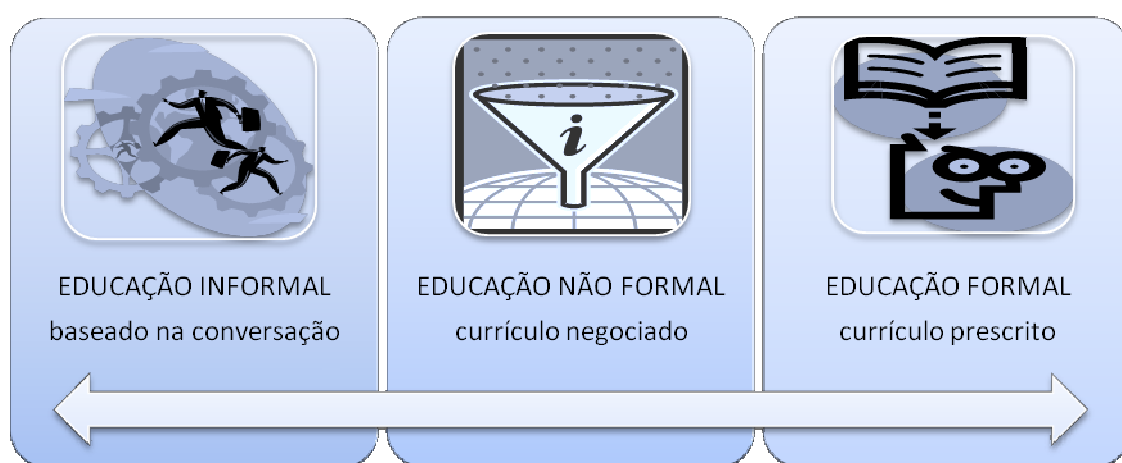 EDUCAÇÃO INFORMAL
baseado na conversação
i
EDUCAÇÃO NÃO FORMAL
currículo negociado
EDUCAÇÃO FORMAL
currículo prescrito